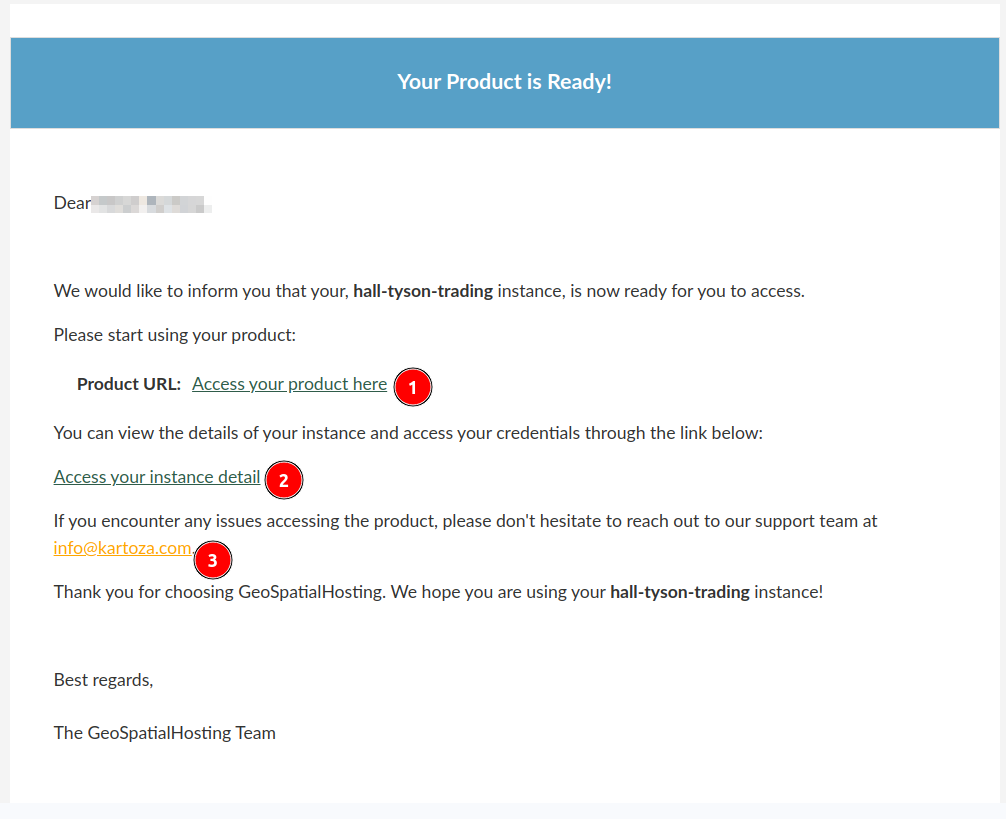 Your Product is Ready!
Dear
We would like to inform you that your, hall-tyson-trading instance, is now ready for you to access.
Please start using your product:
Product URL: Access your product here 1
You can view the details of your instance and access your credentials through the link below:
Access your instance detail 2
If you encounter any issues accessing the product, please don't hesitate to reach out to our support team at
info@kartoza.com. 3
Thank you for choosing GeoSpatialHosting. We hope you are using your hall-tyson-trading instance!
Best regards,
The GeoSpatialHosting Team